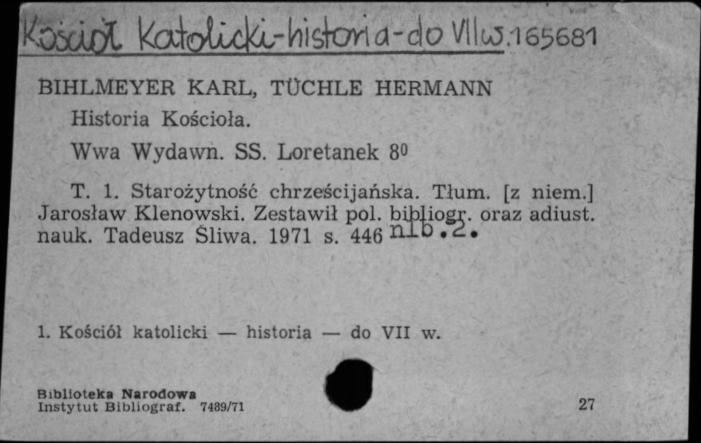 Kościół Katolicki-historia-do VII w. 165681
BIHLMEYER KARL, TÜCHLE HERMANN
Historia Kościoła.
Wwa Wydawn. SS. Loretanek 8⁰
T. 1. Starożytność chrześcijańska. Tłum. [z niem.]
Jarosław Klenowski. Zestawił pol. bibliogr. oraz adiust.
nauk. Tadeusz Śliwa. 1971 s. 446 nlb.2.
1. Kościół katolicki — historia — do VII w.
Biblioteka Narodowa
Instytut Bibliograf. 7489/71
27